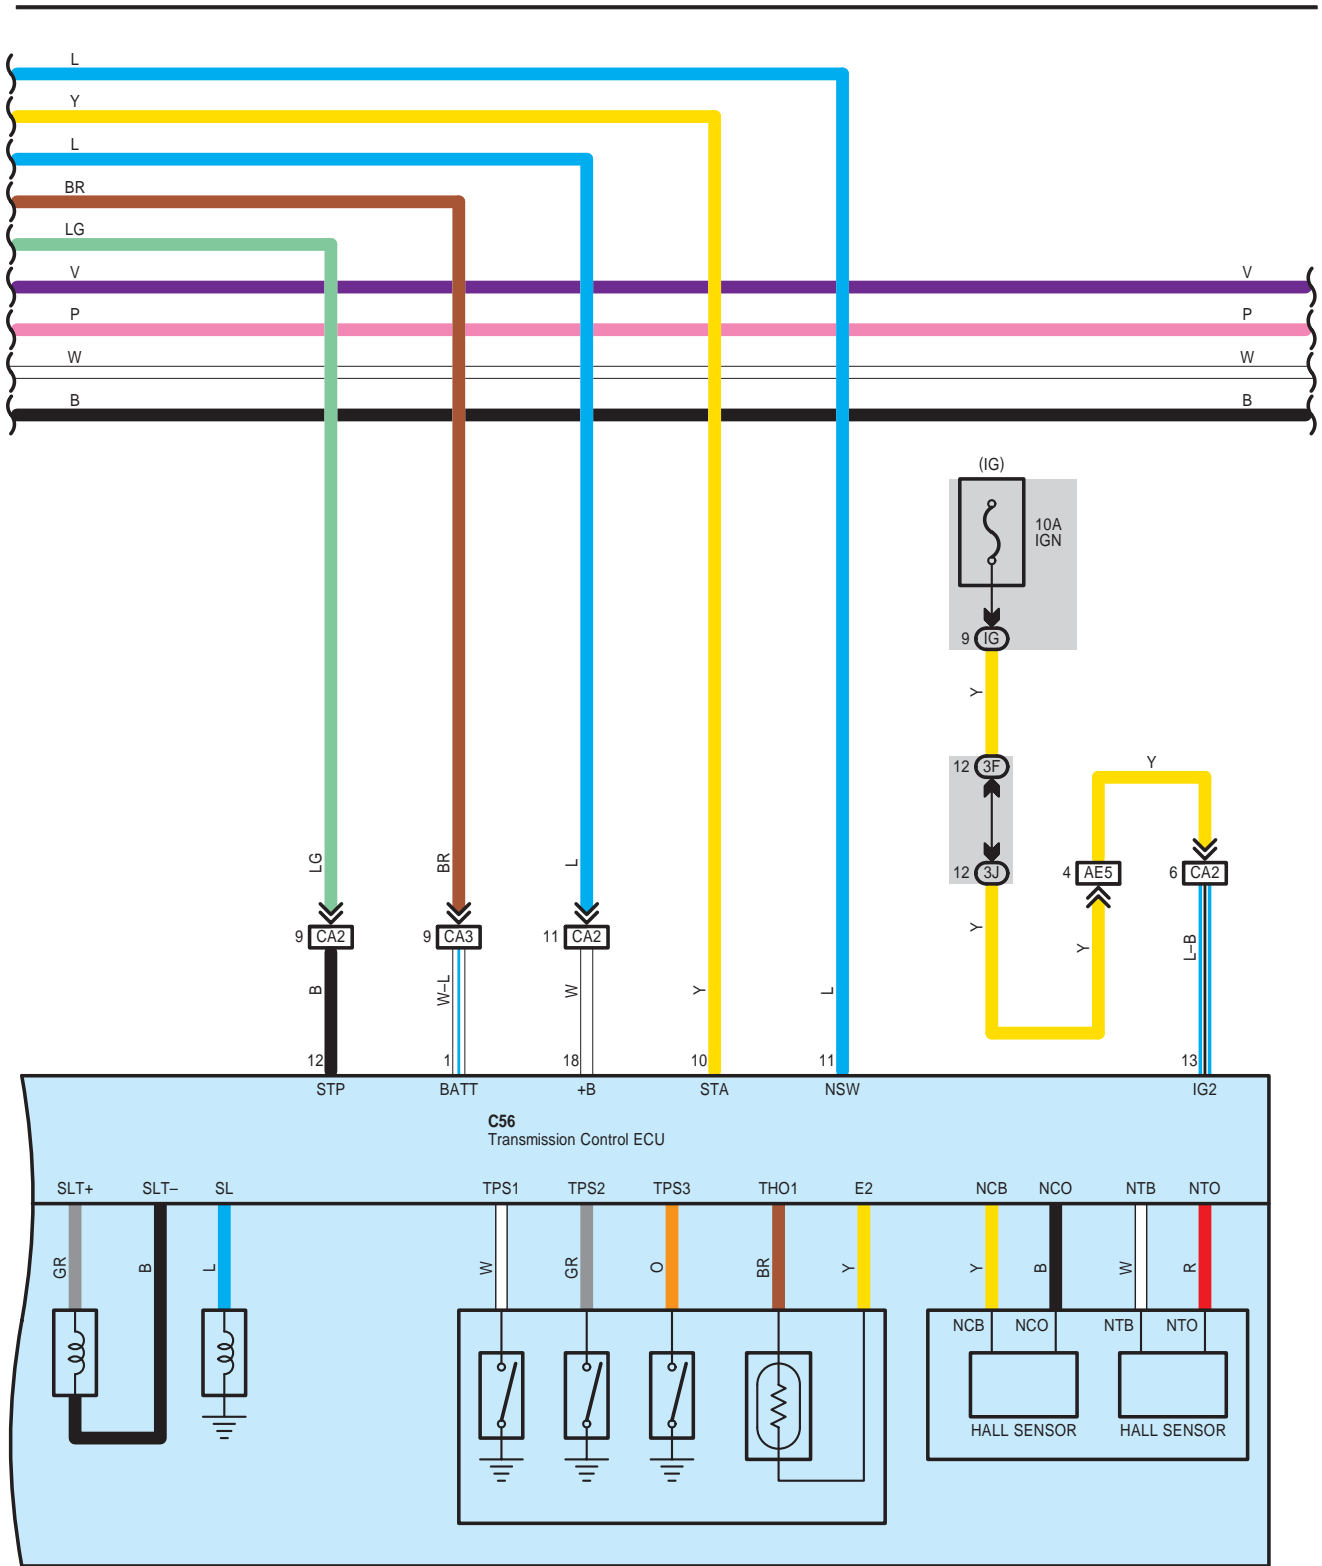 L
Y
L
BR
LG
V V
P P
W W
B B
(IG)
10A
IGN
9 IG
Y
12 3F
Y
LG BR L
12 3J 4 AE5 6 CA2
9 CA2 9 CA3 11 CA2
Y Y L–B
B W–L W Y L
12 1 18 10 11 13
STP BATT +B STA NSW IG2
C56
Transmission Control ECU
SLT+ SLT– SL TPS1 TPS2 TPS3 THO1 E2 NCB NCO NTB NTO
GR B L W GR O BR Y Y B W R
NCB NCO NTB NTO
HALL SENSOR HALL SENSOR